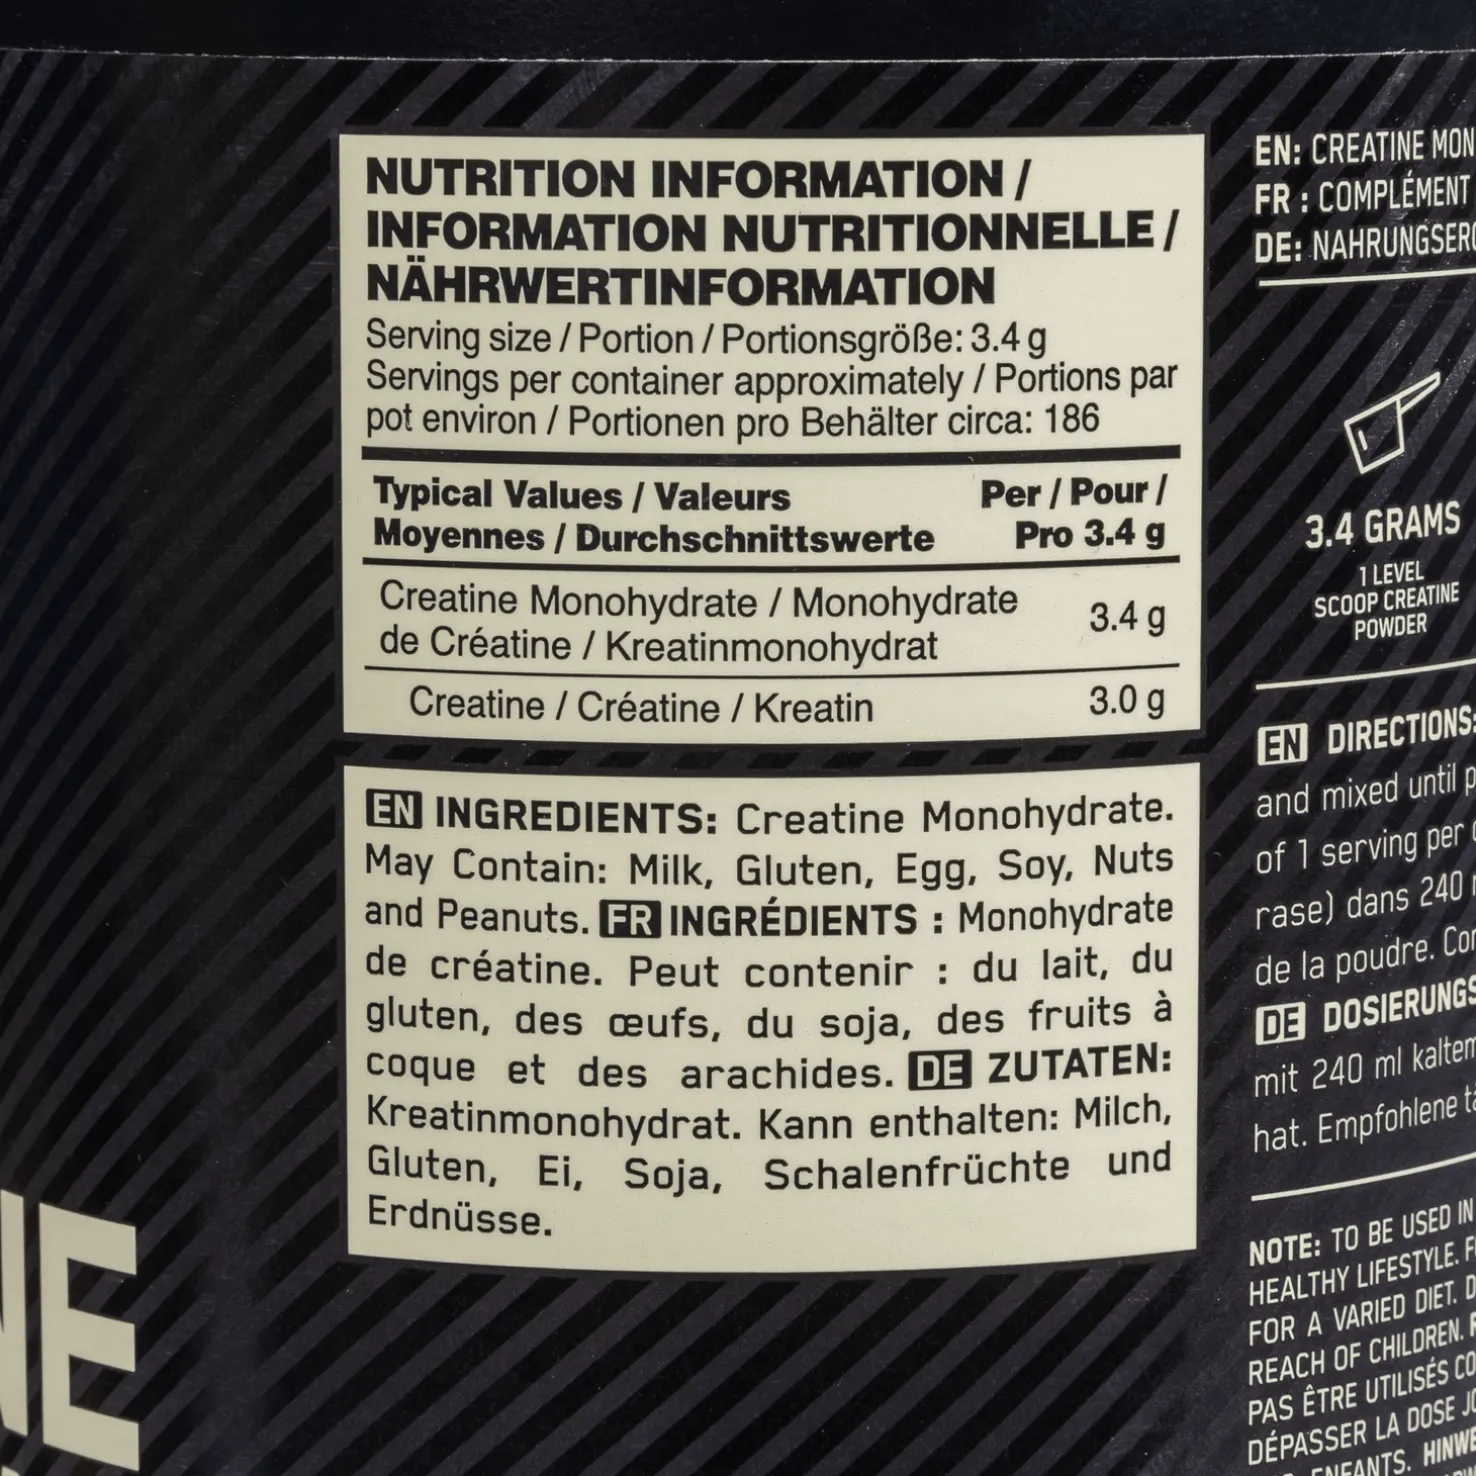 NUTRITION INFORMATION /
INFORMATION NUTRITIONNELLE /
NÄHRWERTINFORMATION
Serving size / Portion / Portionsgröße: 3.4 g
Servings per container approximately / Portions par
pot environ / Portionen pro Behälter circa: 186
Typical Values / Valeurs
Moyennes / Durchschnittswerte
Per / Pour /
Pro 3.4 g
Creatine Monohydrate / Monohydrate
de Créatine / Kreatinmonohydrat
3.4 g
Creatine / Créatine / Kreatin 3.0 g
EN INGREDIENTS: Creatine Monohydrate.
May Contain: Milk, Gluten, Egg, Soy, Nuts
and Peanuts. FR INGRÉDIENTS : Monohydrate
de créatine. Peut contenir : du lait, du
gluten, des œufs, du soja, des fruits à
coque et des arachides. DE ZUTATEN:
Kreatinmonohydrat. Kann enthalten: Milch,
Gluten, Ei, Soja, Schalenfrüchte und
Erdnüsse.
EN: CREATINE MON
FR : COMPLÉMENT
DE: NAHRUNGSER
3.4 GRAMS
1 LEVEL
SCOOP CREATINE
POWDER
EN DIRECTIONS:
and mixed until p
of 1 serving per
rase) dans 240
de la poudre. Con
DE DOSIERUNGS
mit 240 ml kaltem
hat. Empfohlene
NOTE: TO BE USED IN
HEALTHY LIFESTYLE.
FOR A VARIED DIET.
REACH OF CHILDREN.
PAS ÊTRE UTILISÉS CO
DÉPASSER LA DOSE
ENFANTS. HINWE
NE